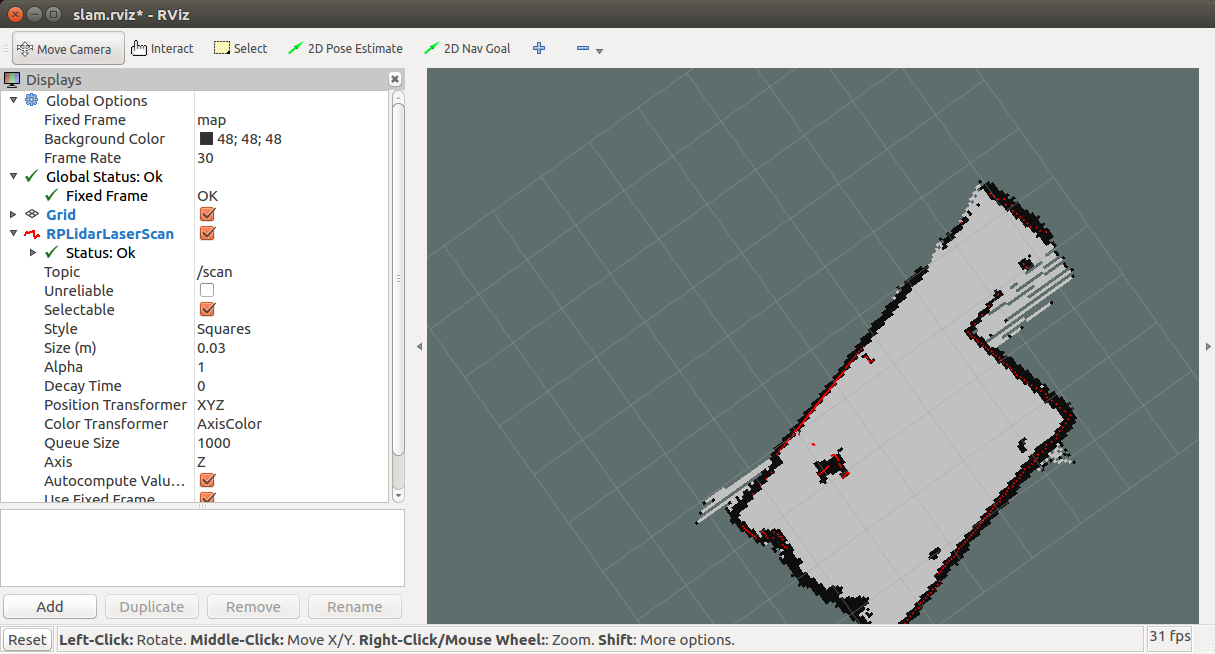 slam.rviz* - RViz
Move Camera Interact Select 2D Pose Estimate 2D Nav Goal
Displays
Global Options
Fixed Frame map
Background Color 48; 48; 48
Frame Rate 30
Global Status: Ok
Fixed Frame OK
Grid
RPLidarLaserScan
Status: Ok
Topic /scan
Unreliable
Selectable
Style Squares
Size (m) 0.03
Alpha 1
Decay Time 0
Position Transformer XYZ
Color Transformer AxisColor
Queue Size 1000
Axis Z
Autocompute Valu...
Use Fixed Frame
Add Duplicate Remove Rename
Reset Left-Click: Rotate. Middle-Click: Move X/Y. Right-Click/Mouse Wheel:: Zoom. Shift: More options. 31 fps